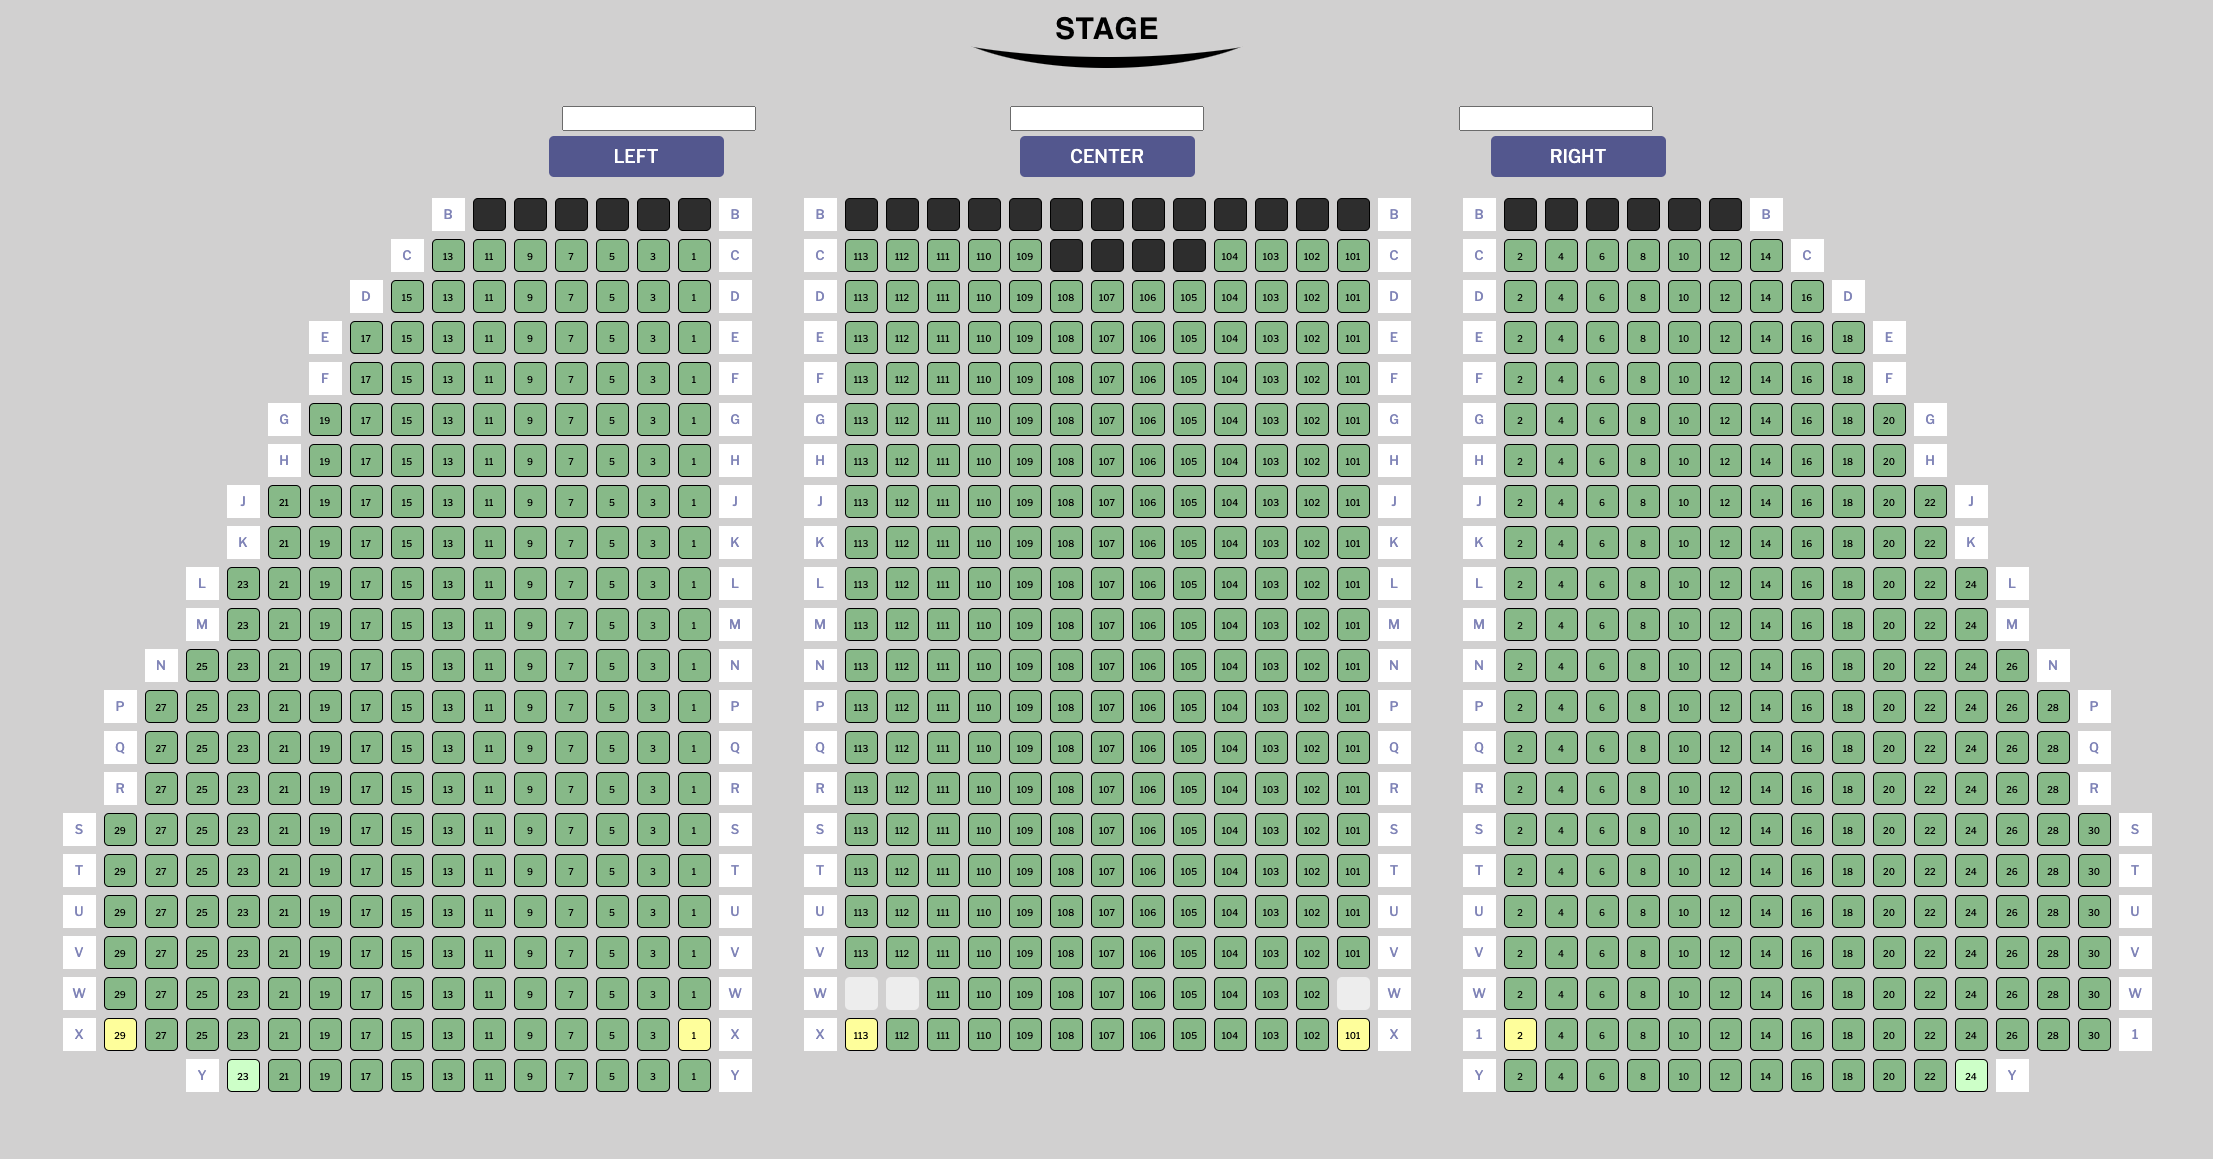 STAGE
LEFT CENTER RIGHT
B B B B B B
C 13 11 9 7 5 3 1 C C 113 112 111 110 109 104 103 102 101 C C 2 4 6 8 10 12 14 C
D 15 13 11 9 7 5 3 1 D D 113 112 111 110 109 108 107 106 105 104 103 102 101 D D 2 4 6 8 10 12 14 16 D
E 17 15 13 11 9 7 5 3 1 E E 113 112 111 110 109 108 107 106 105 104 103 102 101 E E 2 4 6 8 10 12 14 16 18 E
F 17 15 13 11 9 7 5 3 1 F F 113 112 111 110 109 108 107 106 105 104 103 102 101 F F 2 4 6 8 10 12 14 16 18 F
G 19 17 15 13 11 9 7 5 3 1 G G 113 112 111 110 109 108 107 106 105 104 103 102 101 G G 2 4 6 8 10 12 14 16 18 20 G
H 19 17 15 13 11 9 7 5 3 1 H H 113 112 111 110 109 108 107 106 105 104 103 102 101 H H 2 4 6 8 10 12 14 16 18 20 H
J 21 19 17 15 13 11 9 7 5 3 1 J J 113 112 111 110 109 108 107 106 105 104 103 102 101 J J 2 4 6 8 10 12 14 16 18 20 22 J
K 21 19 17 15 13 11 9 7 5 3 1 K K 113 112 111 110 109 108 107 106 105 104 103 102 101 K K 2 4 6 8 10 12 14 16 18 20 22 K
L 23 21 19 17 15 13 11 9 7 5 3 1 L L 113 112 111 110 109 108 107 106 105 104 103 102 101 L L 2 4 6 8 10 12 14 16 18 20 22 24 L
M 23 21 19 17 15 13 11 9 7 5 3 1 M M 113 112 111 110 109 108 107 106 105 104 103 102 101 M M 2 4 6 8 10 12 14 16 18 20 22 24 M
N 25 23 21 19 17 15 13 11 9 7 5 3 1 N N 113 112 111 110 109 108 107 106 105 104 103 102 101 N N 2 4 6 8 10 12 14 16 18 20 22 24 26 N
P 27 25 23 21 19 17 15 13 11 9 7 5 3 1 P P 113 112 111 110 109 108 107 106 105 104 103 102 101 P P 2 4 6 8 10 12 14 16 18 20 22 24 26 28 P
Q 27 25 23 21 19 17 15 13 11 9 7 5 3 1 Q Q 113 112 111 110 109 108 107 106 105 104 103 102 101 Q Q 2 4 6 8 10 12 14 16 18 20 22 24 26 28 Q
R 27 25 23 21 19 17 15 13 11 9 7 5 3 1 R R 113 112 111 110 109 108 107 106 105 104 103 102 101 R R 2 4 6 8 10 12 14 16 18 20 22 24 26 28 R
S 29 27 25 23 21 19 17 15 13 11 9 7 5 3 1 S S 113 112 111 110 109 108 107 106 105 104 103 102 101 S S 2 4 6 8 10 12 14 16 18 20 22 24 26 28 30 S
T 29 27 25 23 21 19 17 15 13 11 9 7 5 3 1 T T 113 112 111 110 109 108 107 106 105 104 103 102 101 T T 2 4 6 8 10 12 14 16 18 20 22 24 26 28 30 T
U 29 27 25 23 21 19 17 15 13 11 9 7 5 3 1 U U 113 112 111 110 109 108 107 106 105 104 103 102 101 U U 2 4 6 8 10 12 14 16 18 20 22 24 26 28 30 U
V 29 27 25 23 21 19 17 15 13 11 9 7 5 3 1 V V 113 112 111 110 109 108 107 106 105 104 103 102 101 V V 2 4 6 8 10 12 14 16 18 20 22 24 26 28 30 V
W 29 27 25 23 21 19 17 15 13 11 9 7 5 3 1 W W 111 110 109 108 107 106 105 104 103 102 W W 2 4 6 8 10 12 14 16 18 20 22 24 26 28 30 W
X 29 27 25 23 21 19 17 15 13 11 9 7 5 3 1 X X 113 112 111 110 109 108 107 106 105 104 103 102 101 X 1 2 4 6 8 10 12 14 16 18 20 22 24 26 28 30 1
Y 23 21 19 17 15 13 11 9 7 5 3 1 Y Y 2 4 6 8 10 12 14 16 18 20 22 24 Y